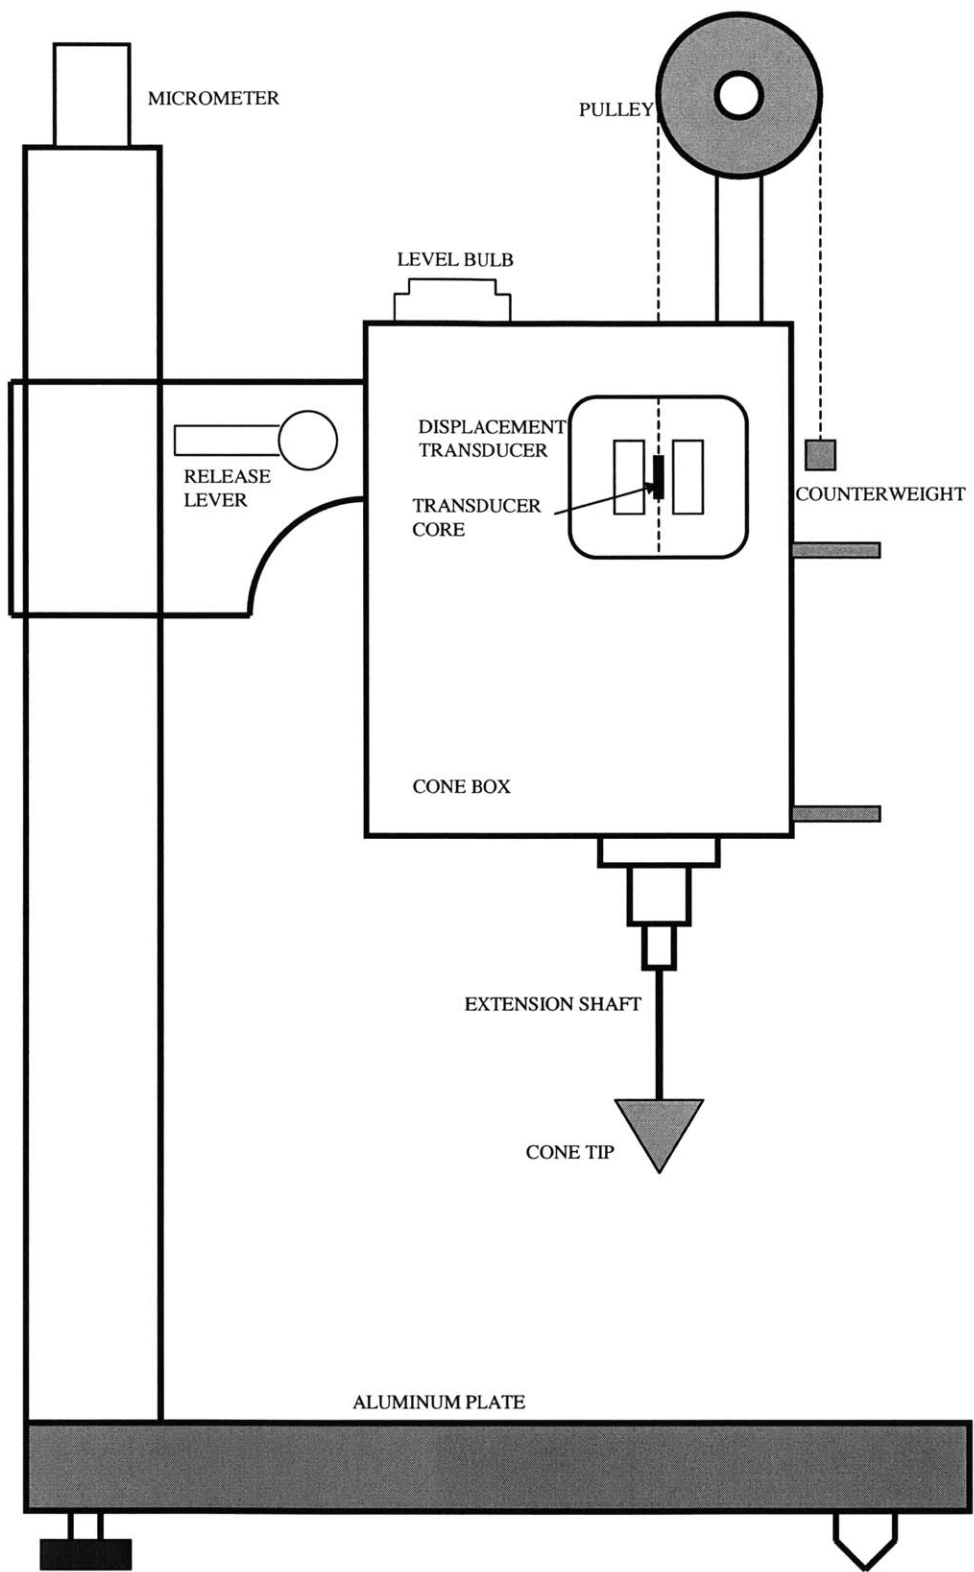 MICROMETER
PULLEY
LEVEL BULB
DISPLACEMENT
TRANSDUCER
RELEASE
LEVER
COUNTERWEIGHT
TRANSDUCER
CORE
CONE BOX
EXTENSION SHAFT
CONE TIP
ALUMINUM PLATE